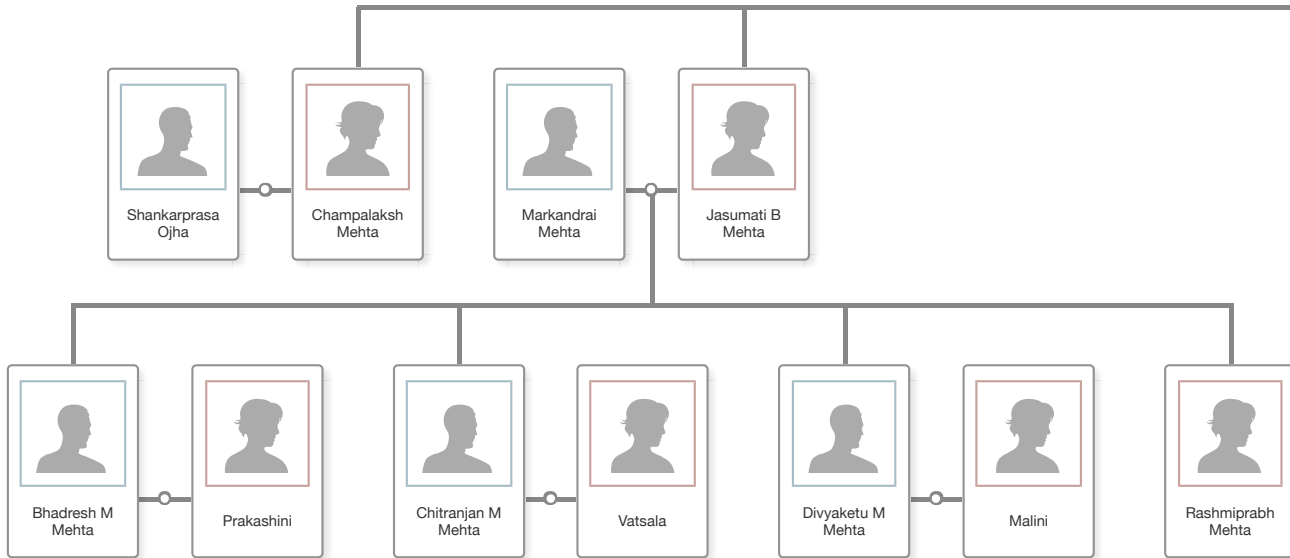 Shankarprasa
Ojha
Champalaksh
Mehta
Markandrai
Mehta
Jasumati B
Mehta
Bhadresh M
Mehta
Prakashini
Chitranjan M
Mehta
Vatsala
Divyaketu M
Mehta
Malini
Rashmiprabh
Mehta